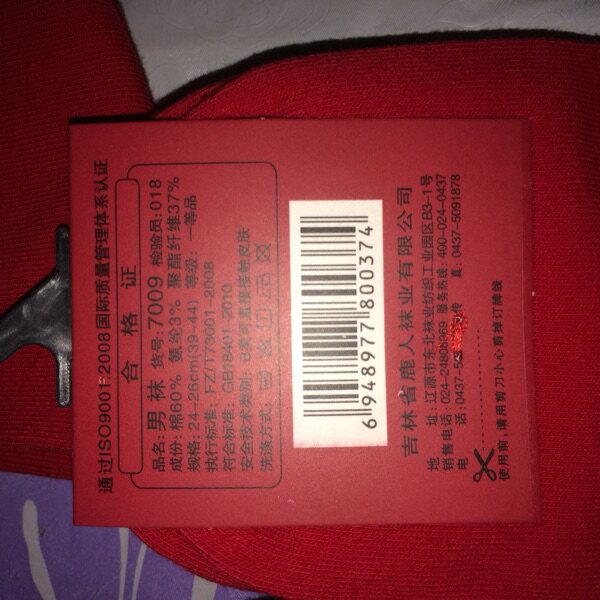 通过ISO9001:2008国际质量管理体系认证
合格证
品名:男袜 货号:7009 检验员:018
成份:棉60% 氨纶3% 聚酯纤维37%
规格:24-26cm(39-44) 等级:一等品
执行标准:FZ/T73001-2008
符合标准:GB18401-2010
安全技术类别:B类可直接接触皮肤
洗涤方式:
6 948977 800374
吉林省鹿人袜业有限公司
地 址:辽源市东北袜业纺织工业园区B3-1号
销售电话:024-24806969 服务热线:400-024-0437
电 话:0437-50 传 真:0437-5091878
使用前,请用剪刀小心剪掉订牌线